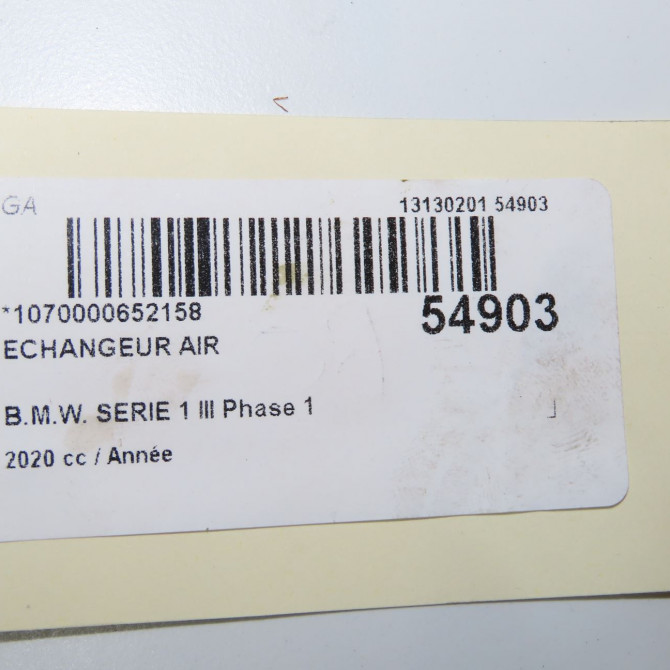 GA
13130201 54903
*1070000652158
54903
ECHANGEUR AIR
B.M.W. SERIE 1 III Phase 1
2020 cc / Année